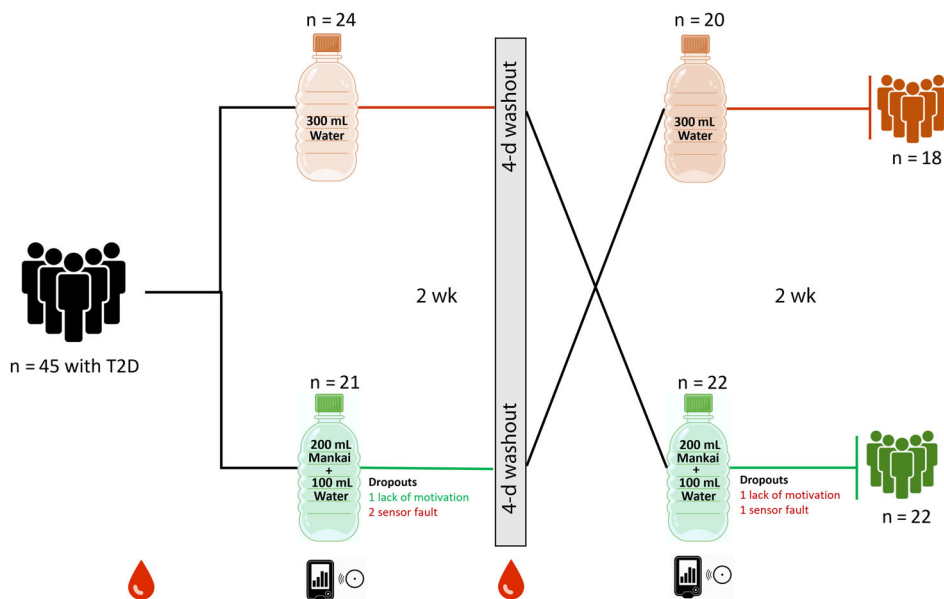 n = 24
n = 20
300 mL
Water
4-d washout
300 mL
Water
n = 18
2 wk
2 wk
n = 45 with T2D
n = 21
n = 22
200 mL
Mankai
+
100 mL
Water
Dropouts
1 lack of motivation
2 sensor fault
4-d washout
200 mL
Mankai
+
100 mL
Water
Dropouts
1 lack of motivation
1 sensor fault
n = 22